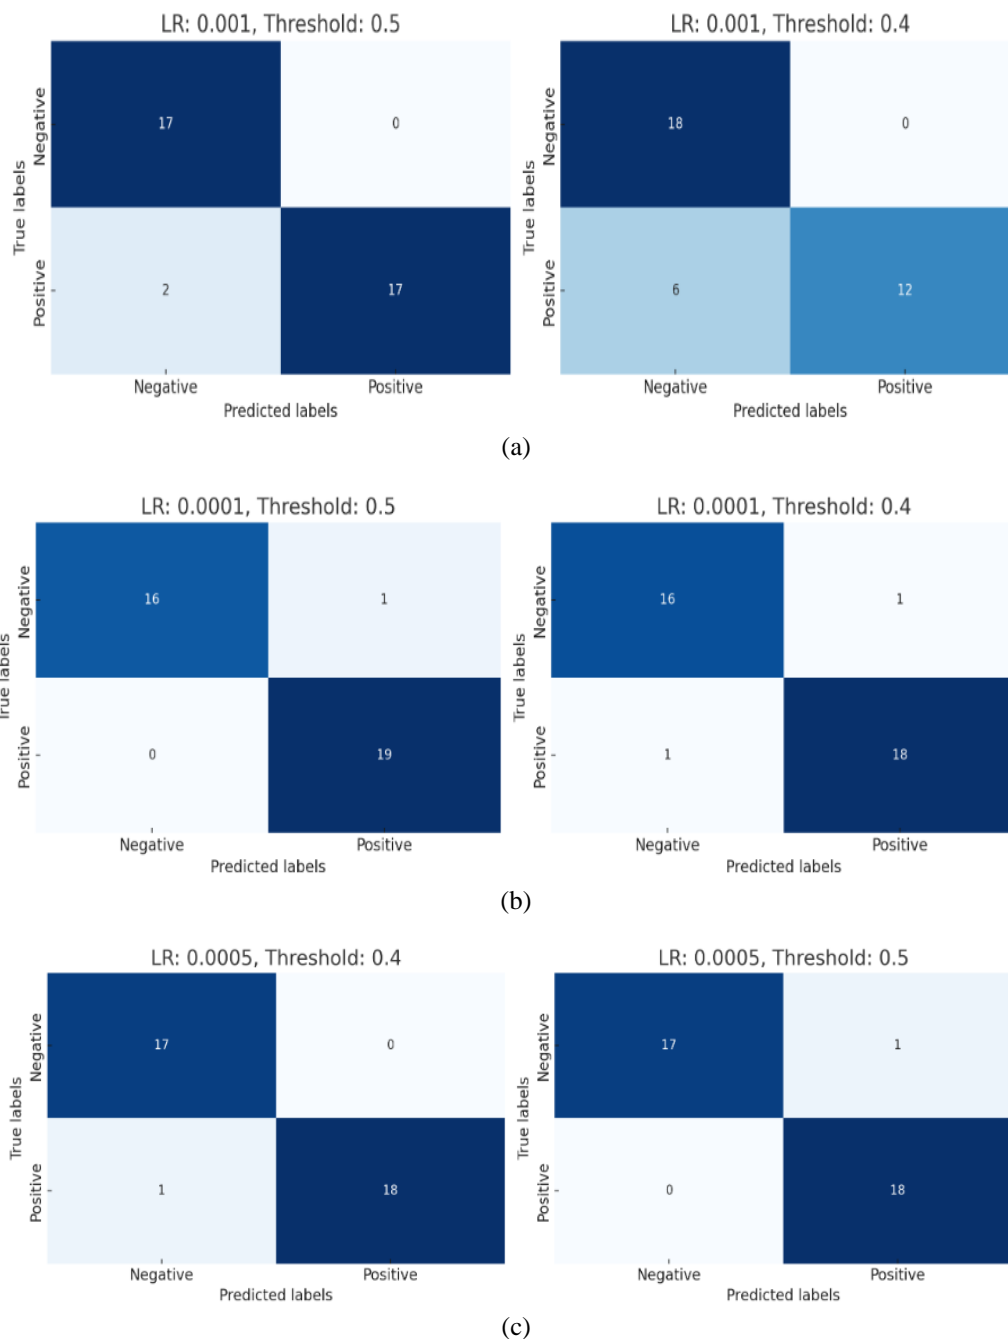 LR: 0.001, Threshold: 0.5
True labels
Negative
17
0
Positive
2
17
Negative
Positive
Predicted labels
LR: 0.001, Threshold: 0.4
True labels
Negative
18
0
Positive
6
12
Negative
Positive
Predicted labels
(a)
LR: 0.0001, Threshold: 0.5
True labels
Negative
16
1
Positive
0
19
Negative
Positive
Predicted labels
LR: 0.0001, Threshold: 0.4
True labels
Negative
16
1
Positive
1
18
Negative
Positive
Predicted labels
(b)
LR: 0.0005, Threshold: 0.4
True labels
Negative
17
0
Positive
1
18
Negative
Positive
Predicted labels
LR: 0.0005, Threshold: 0.5
True labels
Negative
17
1
Positive
0
18
Negative
Positive
Predicted labels
(c)